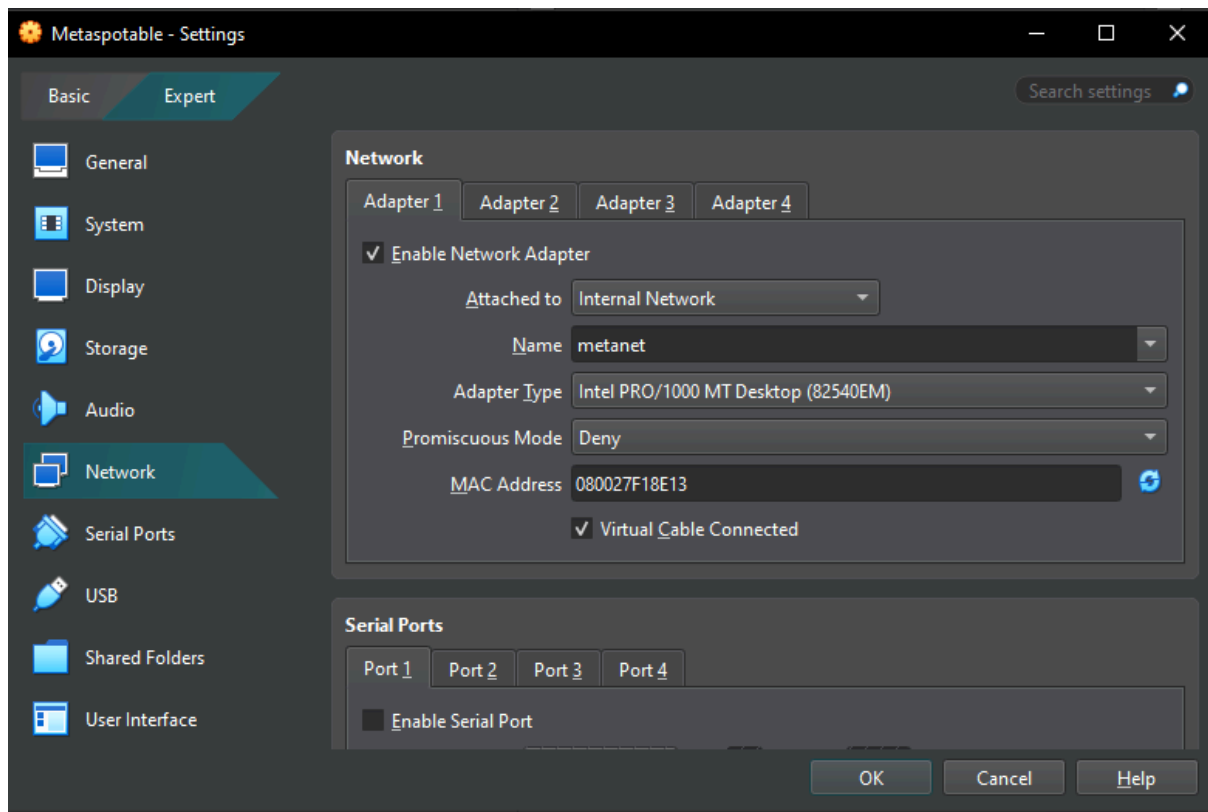 Metaspotable - Settings
Basic
Expert
Search settings
General
System
Display
Storage
Audio
Network
Serial Ports
USB
Shared Folders
User Interface
Network
Adapter 1
Adapter 2
Adapter 3
Adapter 4
Enable Network Adapter
Attached to Internal Network
Name metanet
Adapter Type Intel PRO/1000 MT Desktop (82540EM)
Promiscuous Mode Deny
MAC Address 080027F18E13
Virtual Cable Connected
Serial Ports
Port 1
Port 2
Port 3
Port 4
Enable Serial Port
OK
Cancel
Help